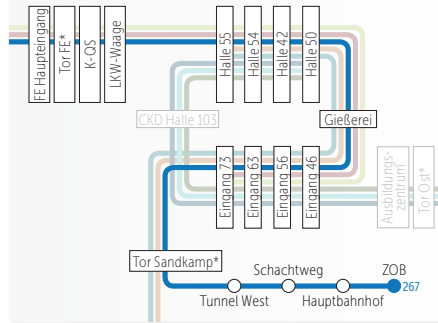 FE Haupteingang
Tor FE*
K-QS
LKW-Waage
Halle 55
Halle 54
Halle 42
Halle 50
CKD Halle 103
Gießerei
Eingang 73
Eingang 63
Eingang 56
Eingang 46
Ausbildungs-
zentrum*
Tor Ost*
Tor Sandkamp*
Schachtweg
ZOB
267
Tunnel West
Hauptbahnhof